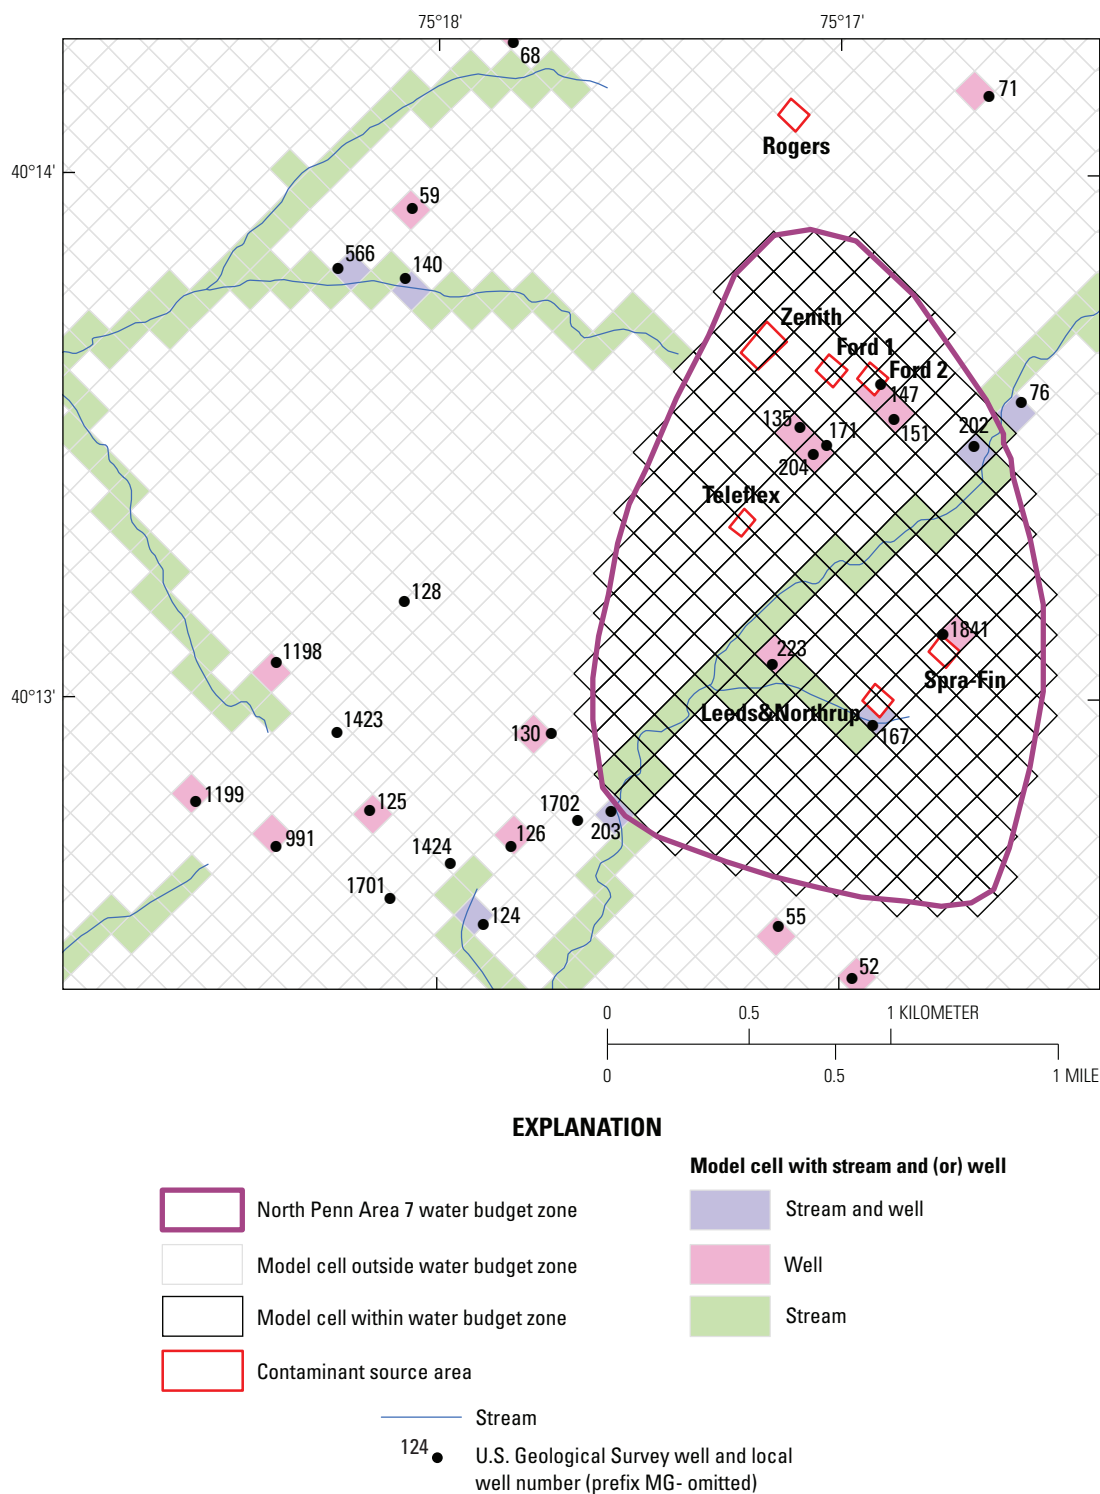 75°18'
75°17'
68
71
Rogers
40°14'
59
566
140
Zenith
Ford 1
Ford 2
147
76
135
171
151
202
204
Teleflex
128
1841
223
1198
Spra-Fin
40°13'
Leeds&Northrup
1423
130
167
1199
125
1702
203
991
126
1424
1701
124
55
52
0 0.5 1 KILOMETER
0 0.5 1 MILE
EXPLANATION
Model cell with stream and (or) well
North Penn Area 7 water budget zone
Stream and well
Model cell outside water budget zone
Well
Model cell within water budget zone
Stream
Contaminant source area
Stream
124
U.S. Geological Survey well and local
well number (prefix MG- omitted)